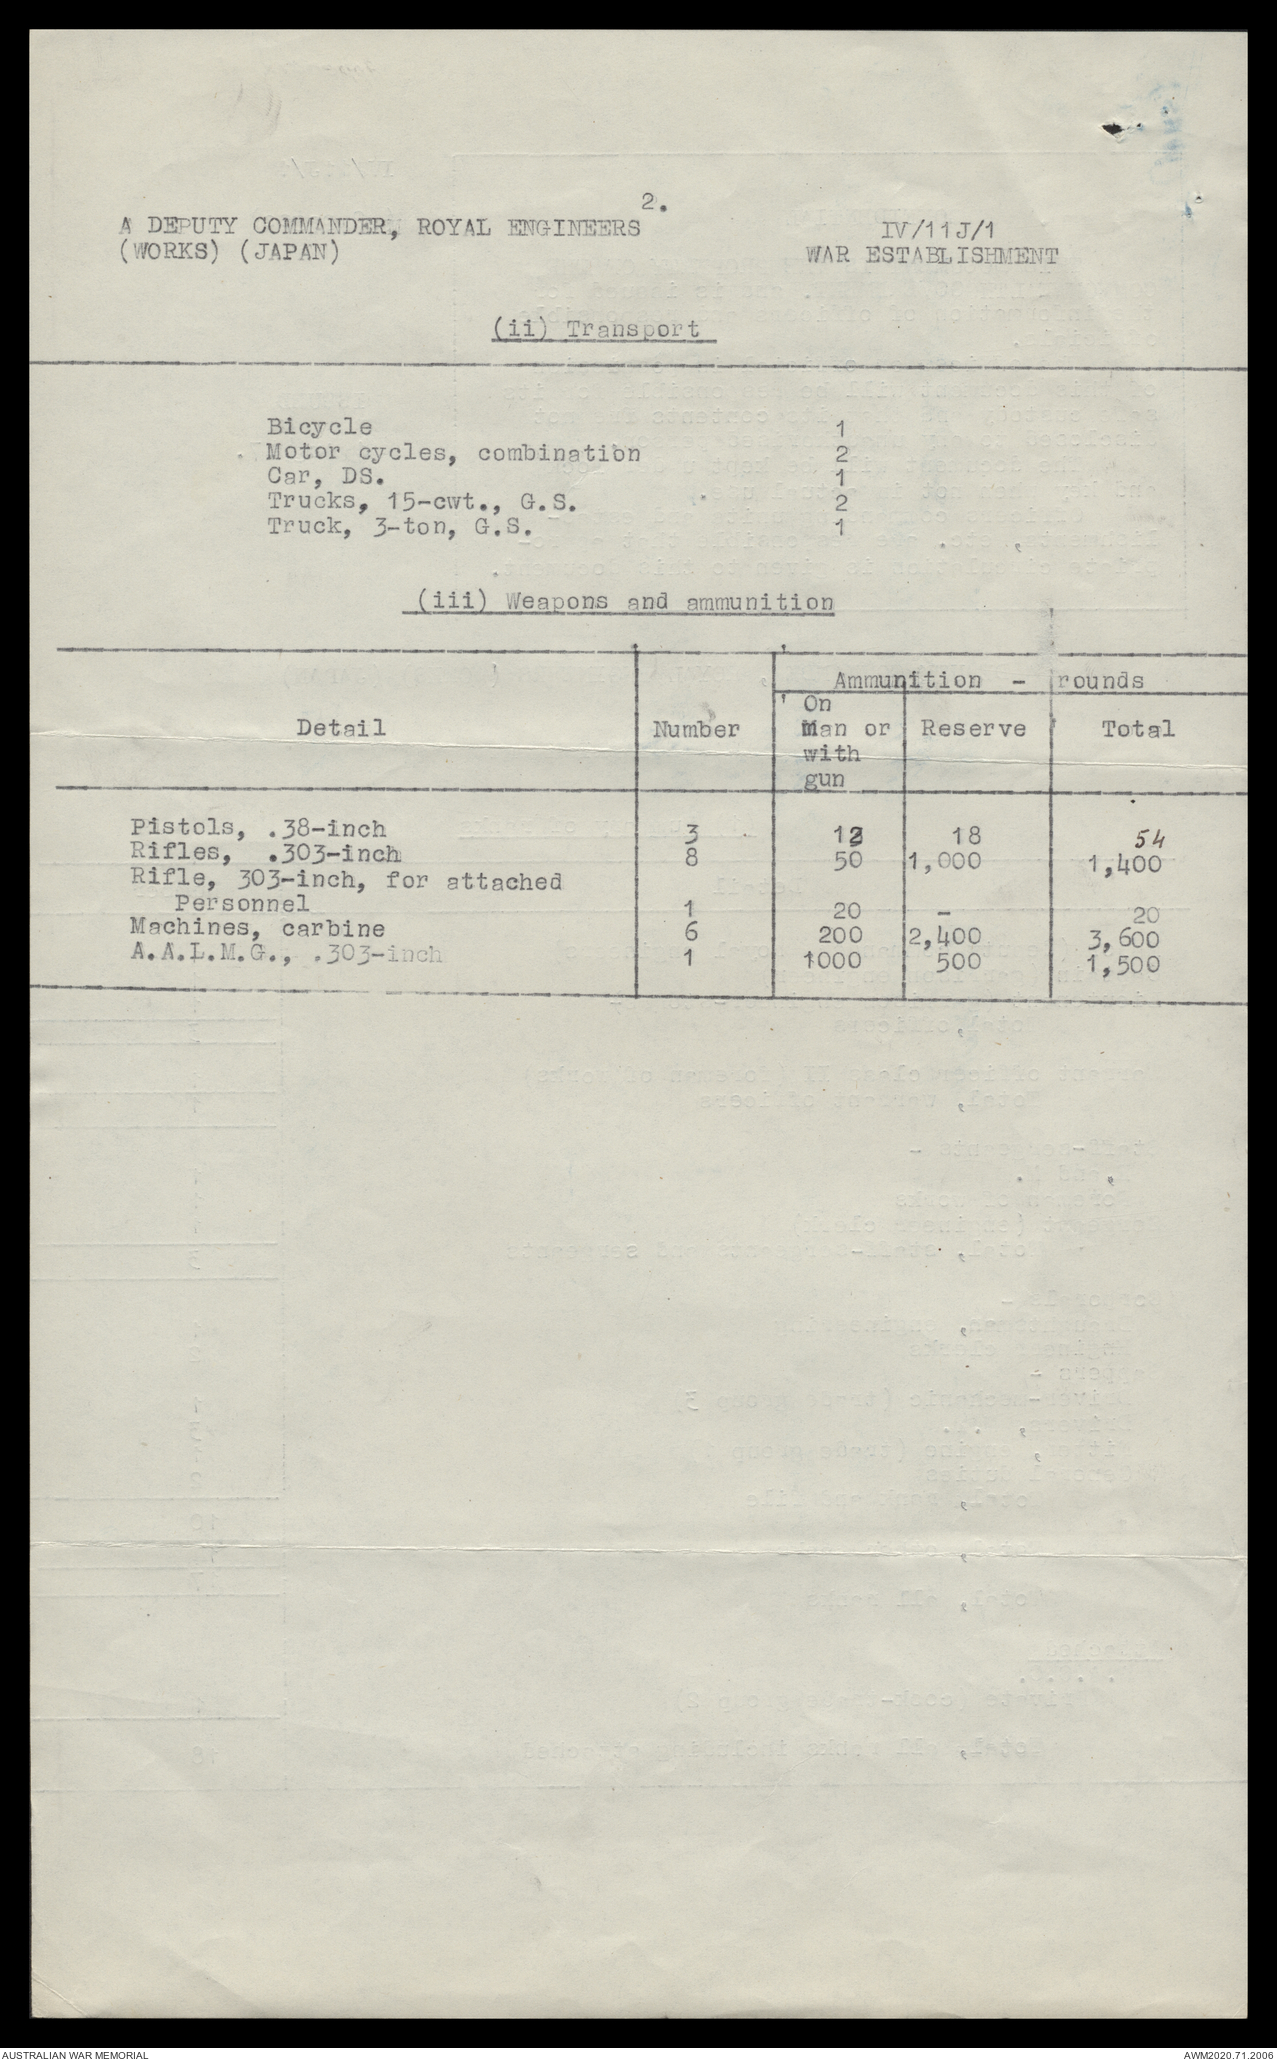 2.
A DEPUTY COMMANDER, ROYAL ENGINEERS
(WORKS) (JAPAN)
IV/11J/1
WAR ESTABLISHMENT
(ii) Transport
Bicycle 1
Motor cycles, combination 2
Car, DS. 1
Trucks, 15-cwt., G.S. 2
Truck, 3-ton, G.S. 1
(iii) Weapons and ammunition
Ammunition - rounds
Detail Number On Man or with gun Reserve Total
Pistols, .38-inch 3 12 18 54
Rifles, .303-inch 8 50 1,000 1,400
Rifle, 303-inch, for attached
Personnel 1 20 - 20
Machines, carbine 6 200 2,400 3,600
A.A.L.M.G., .303-inch 1 1000 500 1,500
AUSTRALIAN WAR MEMORIAL
AWM2020.71.2006